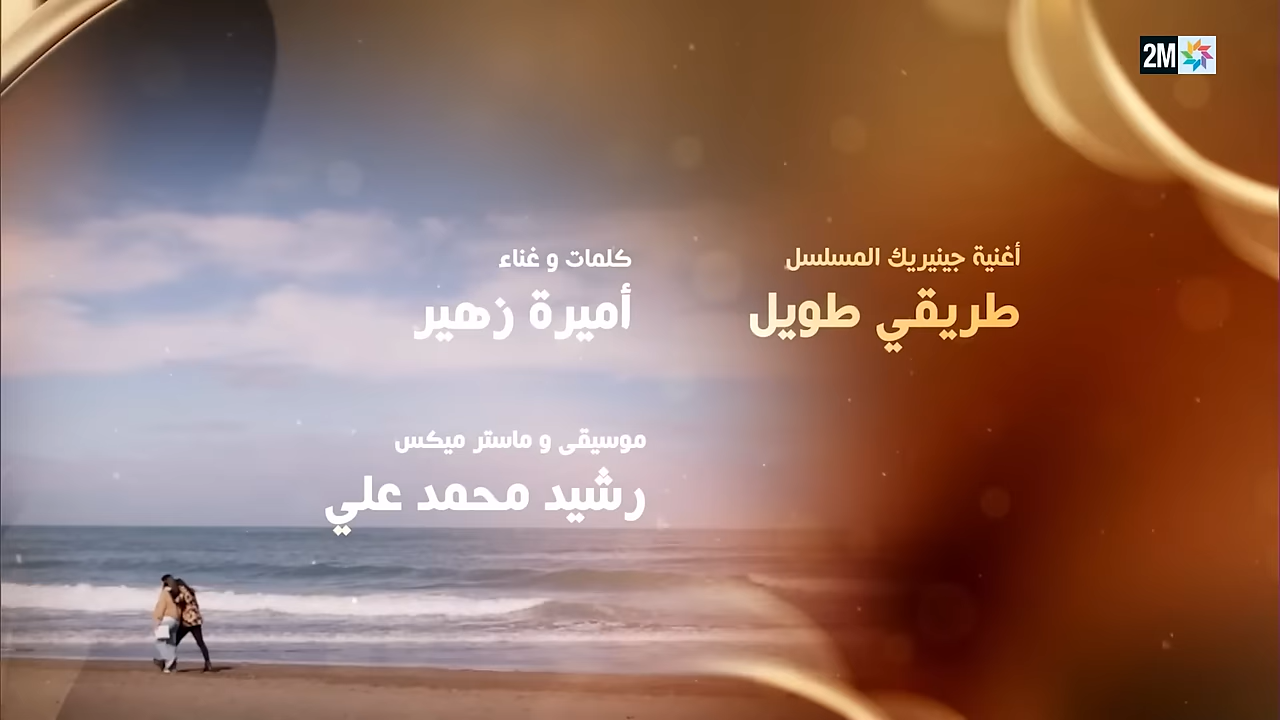 2M
أغنية جينيريك المسلسل
طريقي طويل
كلمات و غناء
أميرة زهير
موسيقى و ماستر ميكس
رشيد محمد علي